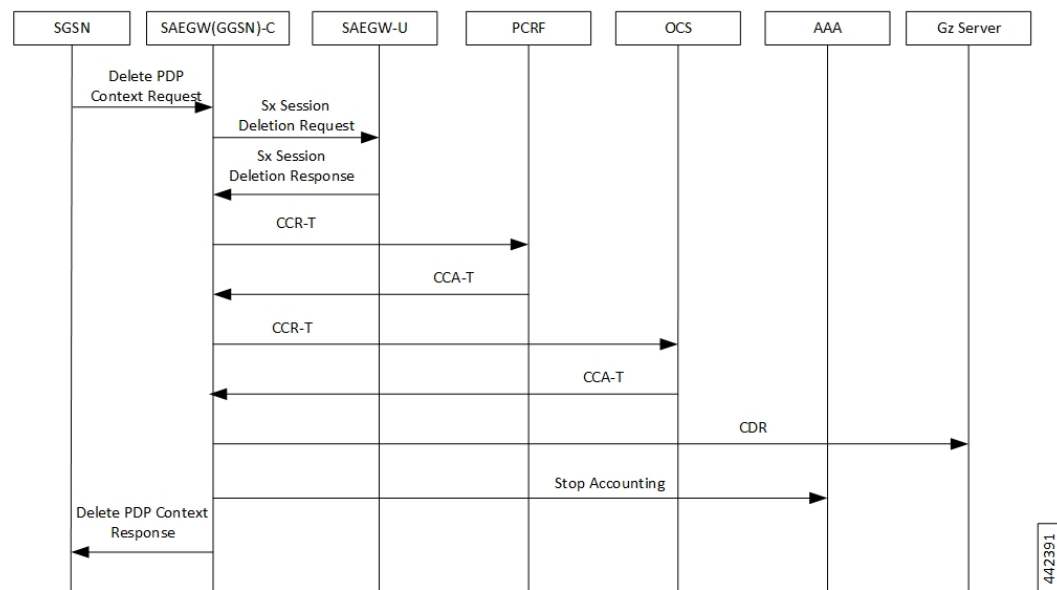 SGSN
SAEGW(GGSN)-C
SAEGW-U
PCRF
OCS
AAA
Gz Server
Delete PDP
Context Request
Sx Session
Deletion Request
Sx Session
Deletion Response
CCR-T
CCA-T
CCR-T
CCA-T
CDR
Stop Accounting
Delete PDP Context
Response
442391